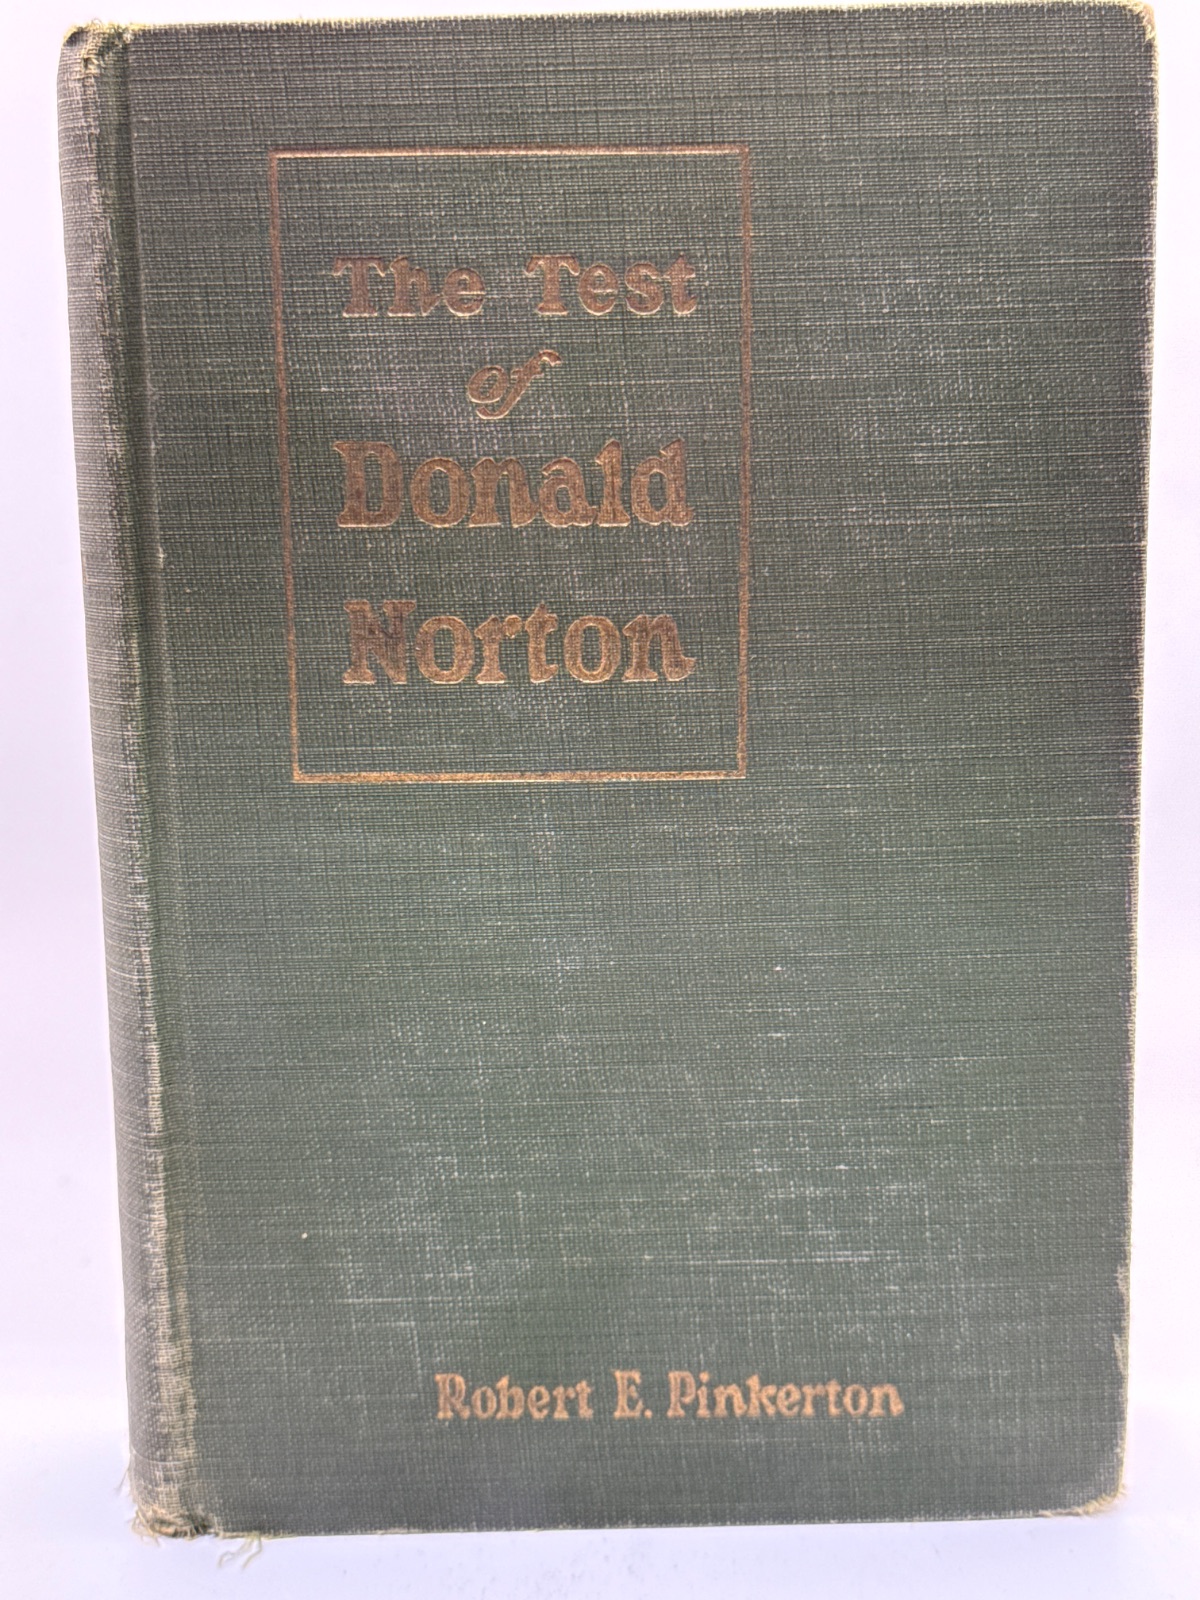 The Test
of
Donald
Norton
Robert E. Pinkerton